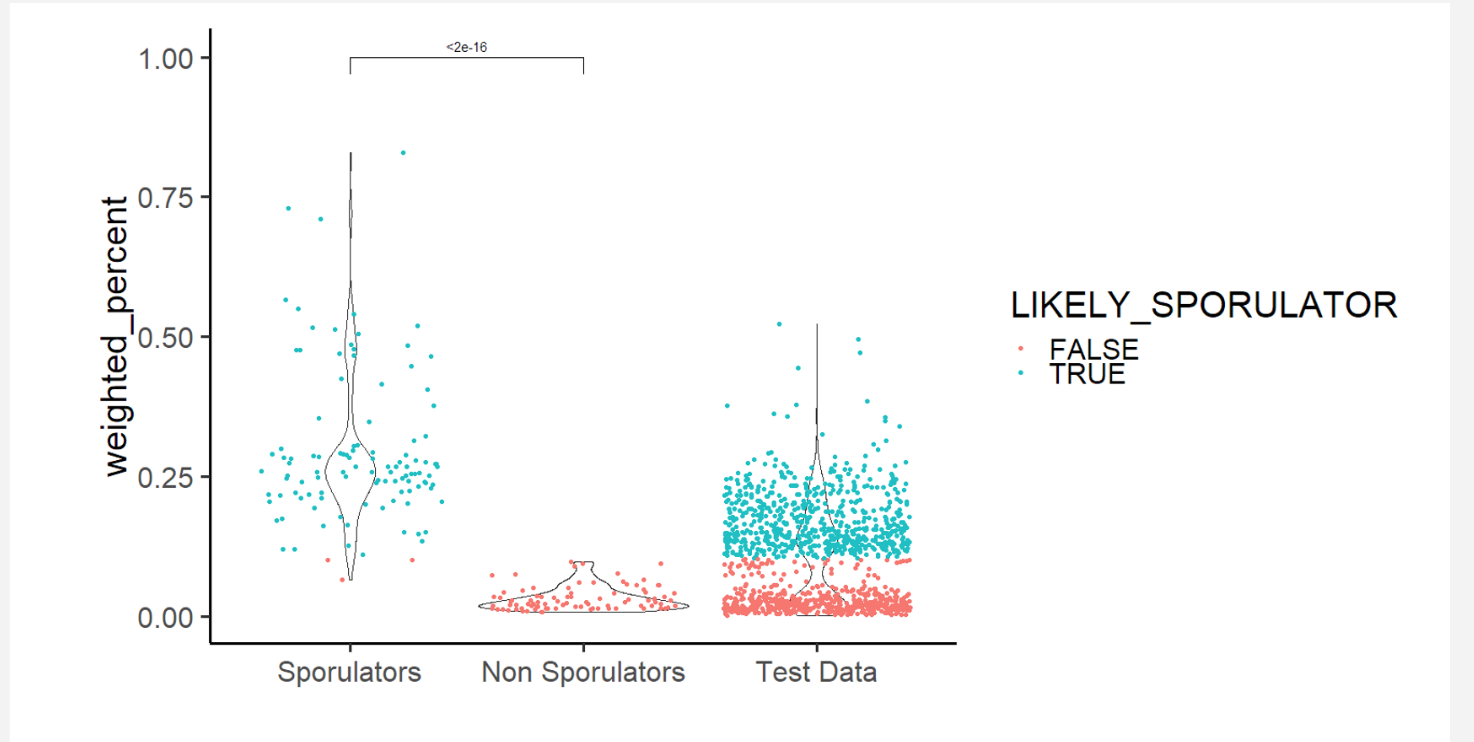 <2e-16
1.00
0.75
0.50
0.25
0.00
weighted_percent
Sporulators
Non Sporulators
Test Data
LIKELY_SPORULATOR
FALSE
TRUE